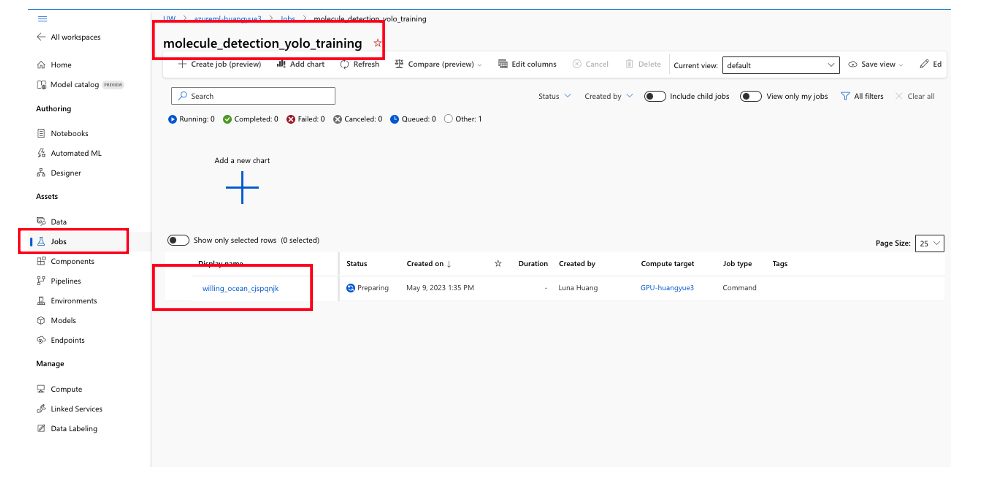 UW > azureml-huangyue3 > Jobs > molecule_detection_yolo_training
All workspaces
Home
Model catalog PREVIEW
Authoring
Notebooks
Automated ML
Designer
Assets
Data
Jobs
Components
Pipelines
Environments
Models
Endpoints
Manage
Compute
Linked Services
Data Labeling
molecule_detection_yolo_training
Create job (preview) Add chart Refresh Compare (preview) Edit columns Cancel Delete Current view: default Save view Ed
Search Status Created by Include child jobs View only my jobs All filters Clear all
Running: 0 Completed: 0 Failed: 0 Canceled: 0 Queued: 0 Other: 1
Add a new chart
Show only selected rows (0 selected) Page Size: 25
Display name Status Created on ↓ Duration Created by Compute target Job type Tags
willing_ocean_cjspqnjk Preparing May 9, 2023 1:35 PM - Luna Huang GPU-huangyue3 Command